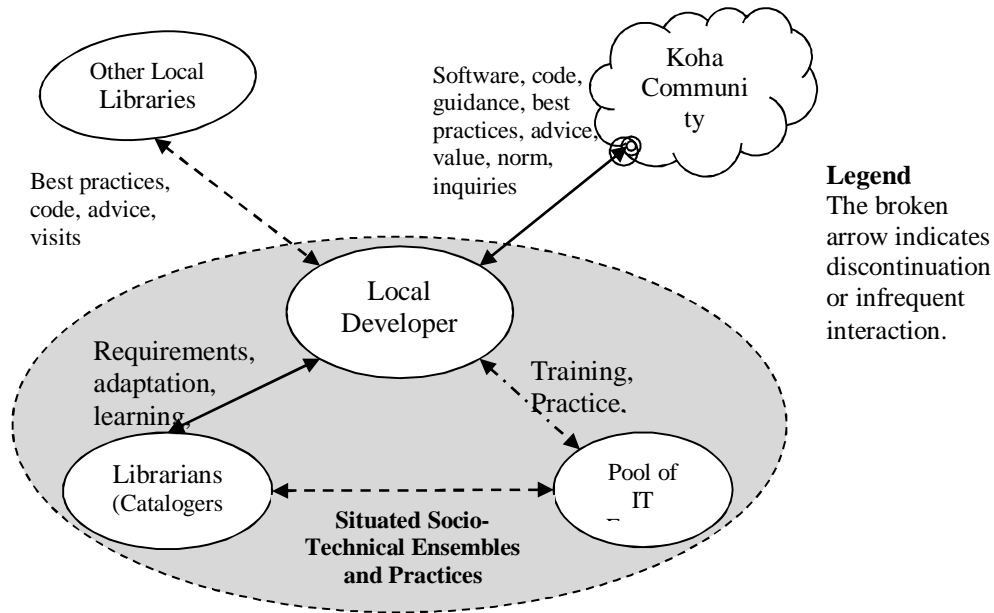 Other Local
Libraries
Software, code,
guidance, best
practices, advice,
value, norm,
inquiries
Koha
Communi
ty
Best practices,
code, advice,
visits
Legend
The broken
arrow indicates
discontinuation
or infrequent
interaction.
Local
Developer
Requirements,
adaptation,
learning,
Training,
Practice,
Librarians
(Catalogers
Pool of
IT
Situated Socio-
Technical Ensembles
and Practices